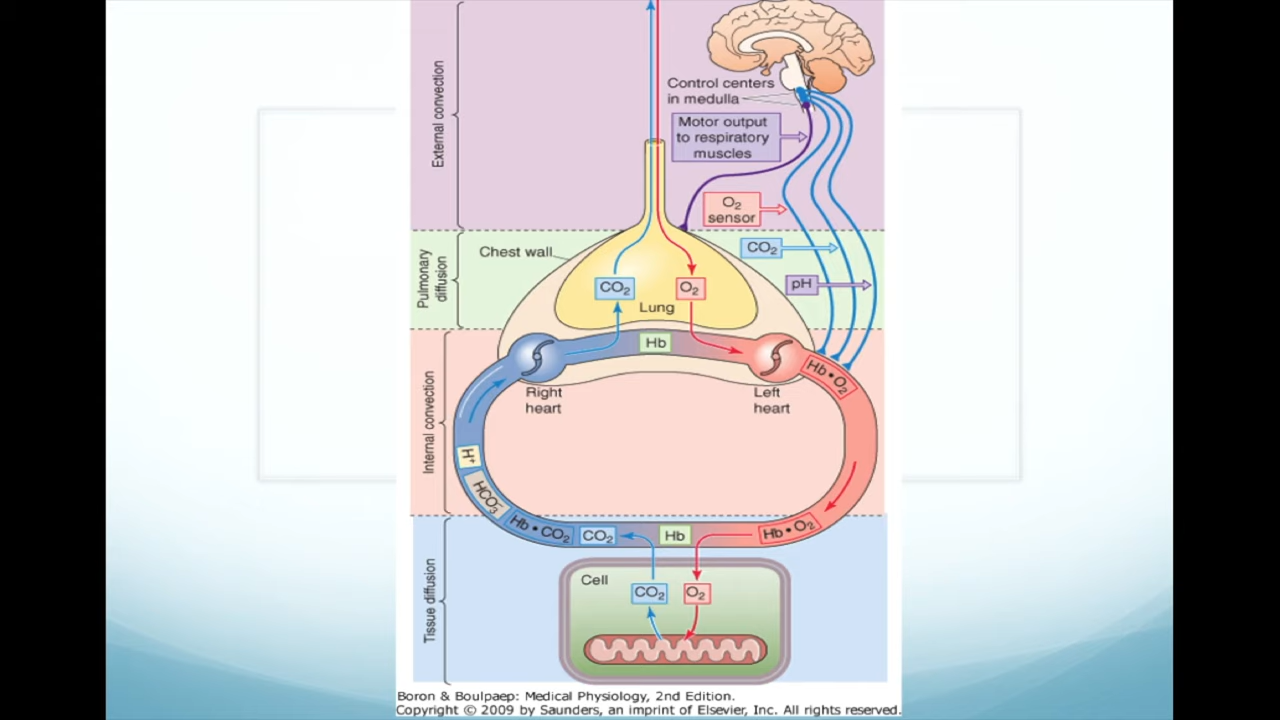 External convection
Control centers
in medulla
Motor output
to respiratory
muscles
O₂
sensor
Pulmonary
diffusion
Chest wall
CO₂
pH
CO₂
O₂
Lung
Internal convection
Hb
Right
heart
Left
heart
Hb•O₂
H⁺
HCO₃⁻
Hb•CO₂
CO₂
Hb
Hb•O₂
Tissue diffusion
Cell
CO₂
O₂
Boron & Boulpaep: Medical Physiology, 2nd Edition.
Copyright © 2009 by Saunders, an imprint of Elsevier, Inc. All rights reserved.